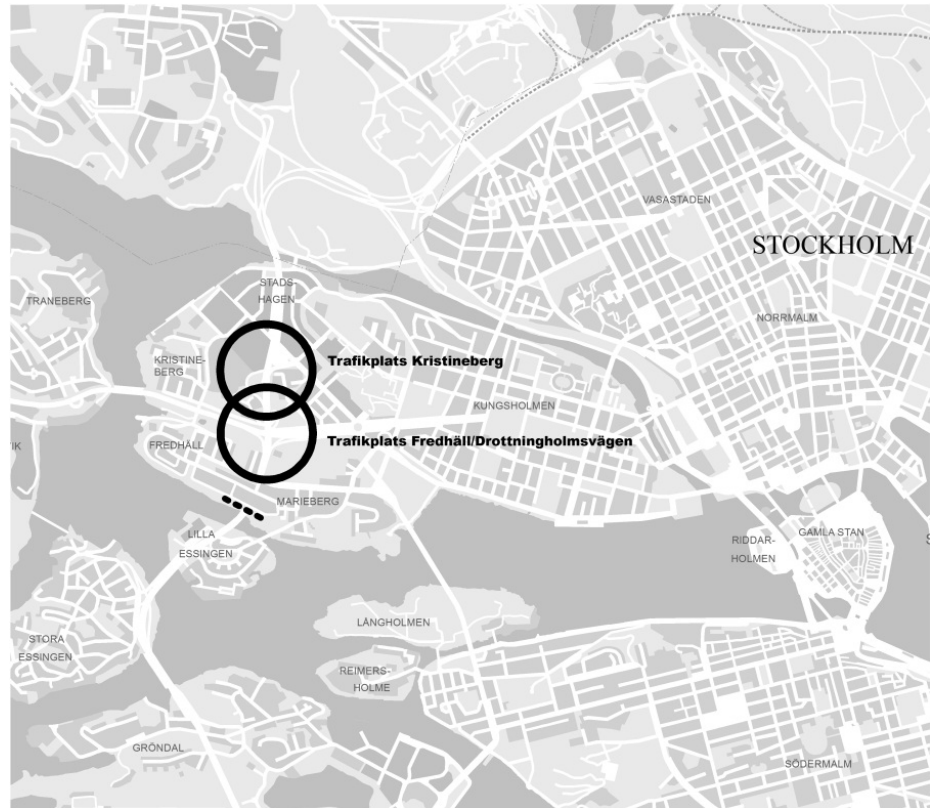 VASASTADEN
STOCKHOLM
STADS-
HAGEN
TRANEBERG
NORRMALM
KRISTINE-
BERG
Trafikplats Kristineberg
KUNGSHOLMEN
FREDHÄLL
Trafikplats Fredhäll/Drottningholmsvägen
VIK
MARIEBERG
LILLA
ESSINGEN
RIDDAR-
HOLMEN
GAMLA STAN
S
LÅNGHOLMEN
STORA
ESSINGEN
REIMERS-
HOLME
GRÖNDAL
SÖDERMALM